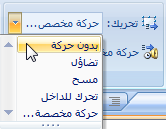 تحريك: حركة مخصص...
حركة مخ
بدون حركة
تضاؤل
مسح
تحرك للداخل
حركة مخصصة...